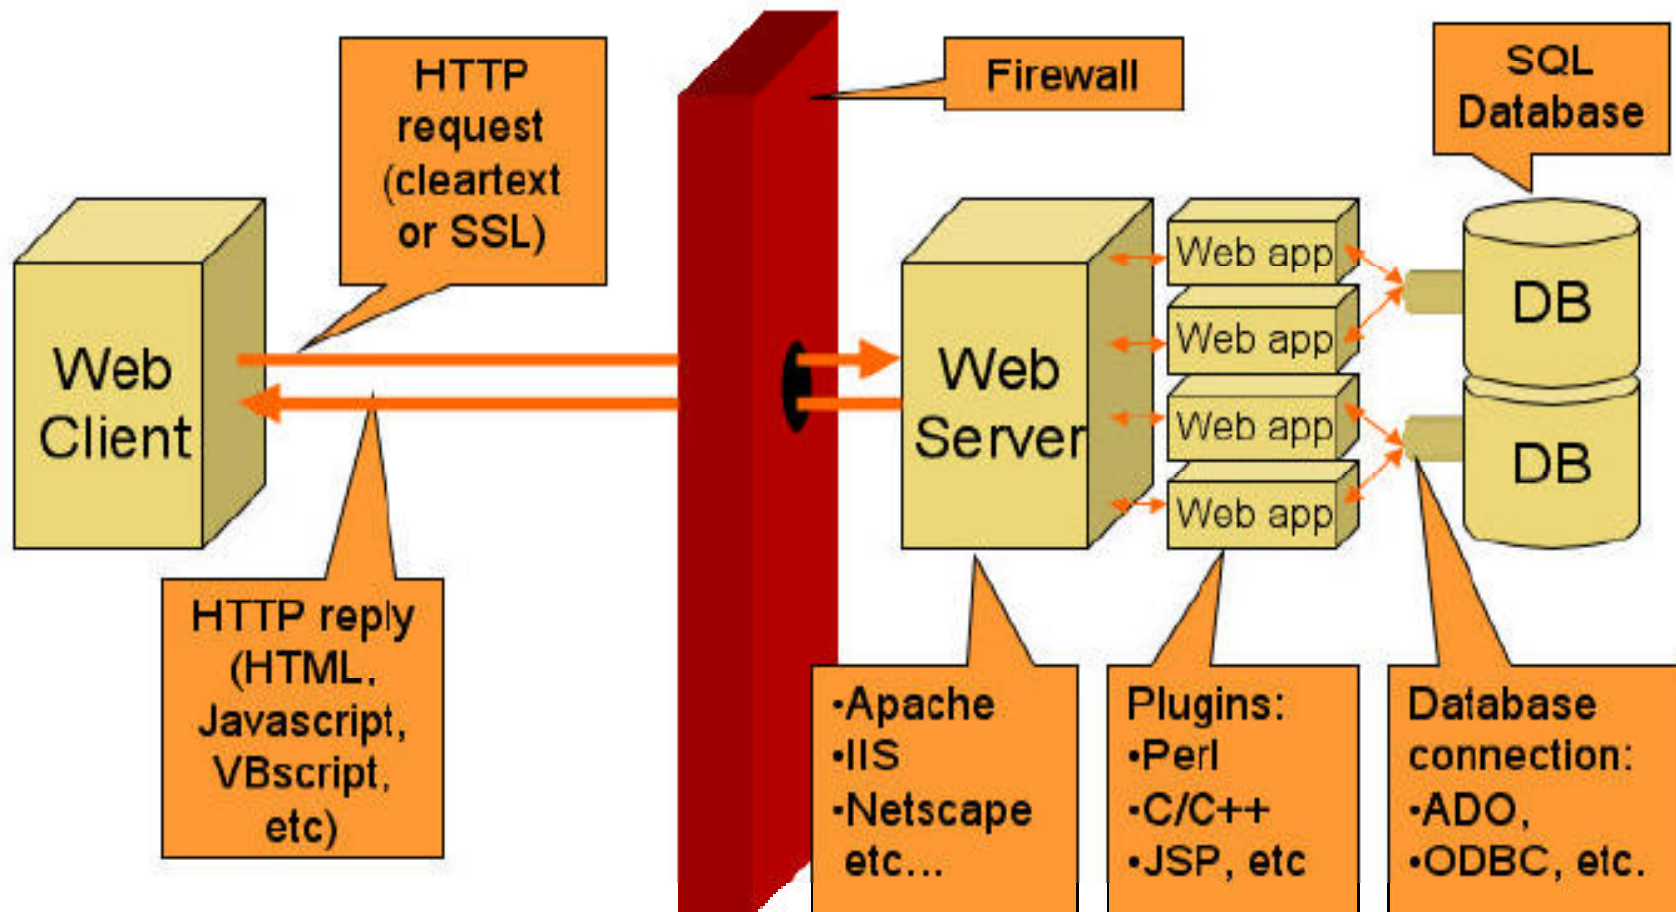 HTTP
request
(cleartext
or SSL)
Firewall
SQL
Database
Web
Client
Web
Server
Web app
Web app
Web app
Web app
DB
DB
HTTP reply
(HTML,
Javascript,
VBscript,
etc)
•Apache
•IIS
•Netscape
etc...
Plugins:
•Perl
•C/C++
•JSP, etc
Database
connection:
•ADO,
•ODBC, etc.